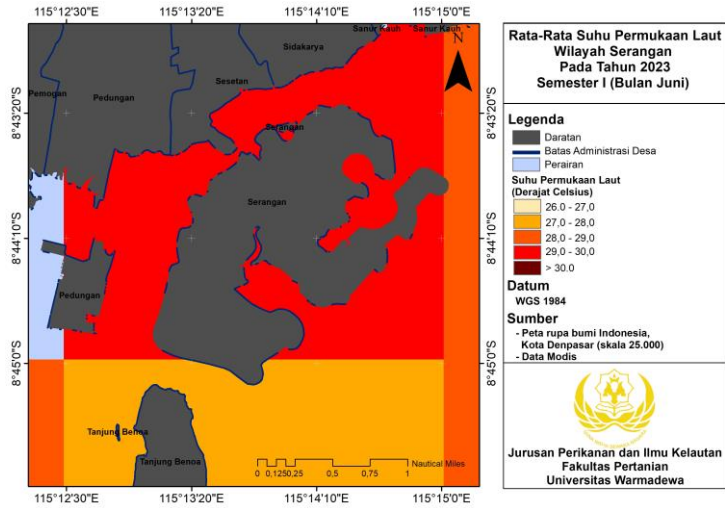 115°12'30"E 115°13'20"E 115°14'10"E 115°15'0"E
8°43'20"S
8°44'10"S
8°45'0"S
8°43'20"S
8°44'10"S
8°45'0"S
Sanur Kauh
Sanur Kauh
Sidakarya
Sesetan
Pemogan
Pedungan
Serangan
Serangan
Pedungan
Tanjung Benoa
Tanjung Benoa
N
Nautical Miles
0 0,1250,25 0,5 0,75 1
115°12'30"E 115°13'20"E 115°14'10"E 115°15'0"E
Rata-Rata Suhu Permukaan Laut
Wilayah Serangan
Pada Tahun 2023
Semester I (Bulan Juni)
Legenda
Daratan
Batas Administrasi Desa
Perairan
Suhu Permukaan Laut
(Derajat Celsius)
26.0 - 27,0
27,0 - 28,0
28,0 - 29,0
29,0 - 30,0
> 30.0
Datum
WGS 1984
Sumber
- Peta rupa bumi Indonesia,
Kota Denpasar (skala 25.000)
- Data Modis
Jurusan Perikanan dan Ilmu Kelautan
Fakultas Pertanian
Universitas Warmadewa